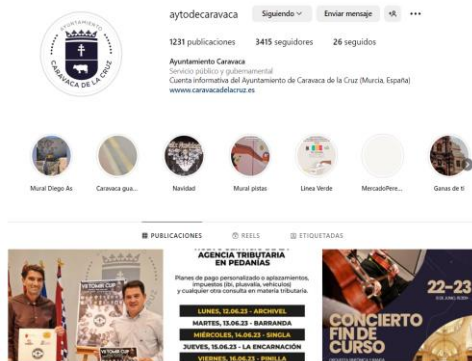 aytodecaravaca Siguiendo Enviar mensaje
1231 publicaciones 3415 seguidores 26 seguidos
Ayuntamiento Caravaca
Servicio público y gubernamental
Cuenta informativa del Ayuntamiento de Caravaca de la Cruz (Murcia, España)
www.caravacadelacruz.es
AYUNTAMIENTO
CARAVACA DE LA CRUZ
Mural Diego As Caravaca gua... Navidad Mural pistas Línea Verde MercadoPere... Ganas de ti
PUBLICACIONES REELS ETIQUETADAS
AGENCIA TRIBUTARIA
EN PEDANÍAS
Planes de pago personalizado o aplazamientos,
impuestos (ibi, plusvalía, vehículos)
y cualquier otra consulta en materia tributaria.
LUNES, 12.06.23 - ARCHIVEL
MARTES, 13.06.23 - BARRANDA
MIÉRCOLES, 14.06.23 - SINGLA
JUEVES, 15.06.23 - LA ENCARNACIÓN
VIERNES, 16.06.23 - PINILLA
22-23
CONCIERTO
FIN DE
CURSO